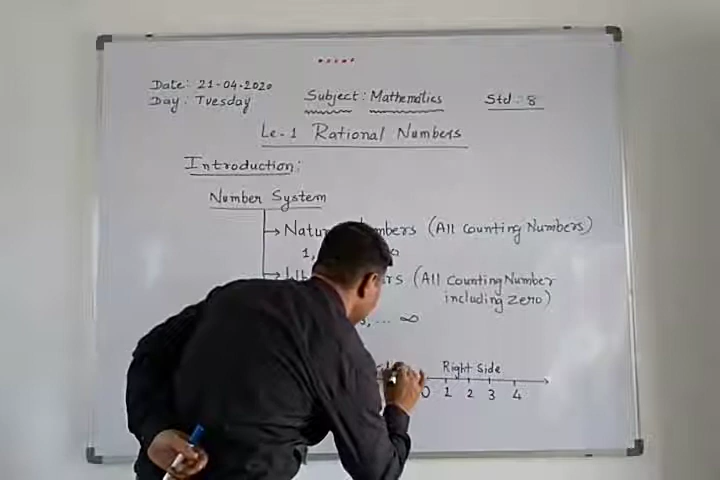 Date: 21-04-2020
Day: Tuesday
Subject: Mathematics
Std: 8
Le-1 Rational Numbers
Introduction:
Number System
(All Counting Numbers)
1,
(All Counting Number
including Zero)
, ... ∞
Right Side
0 1 2 3 4